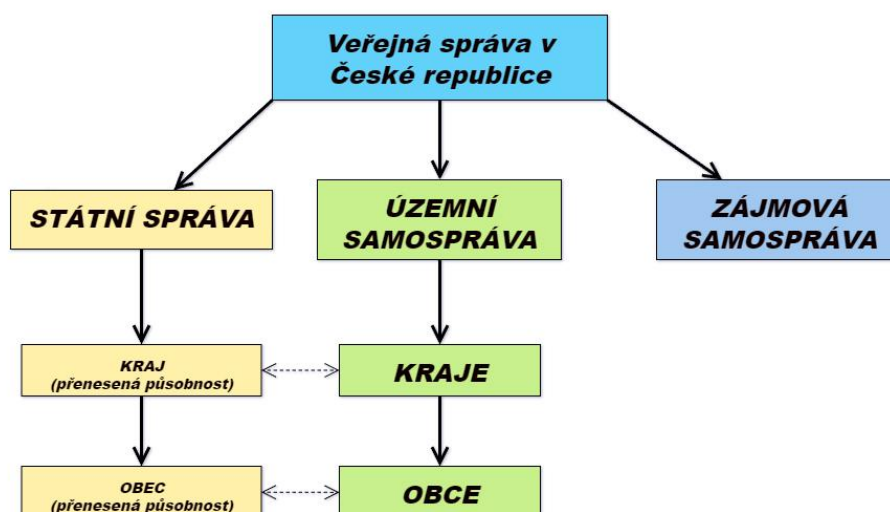 Veřejná správa v
České republice
STÁTNÍ SPRÁVA
ÚZEMNÍ
SAMOSPRÁVA
ZÁJMOVÁ
SAMOSPRÁVA
KRAJ
(přenesená působnost)
KRAJE
OBEC
(přenesená působnost)
OBCE